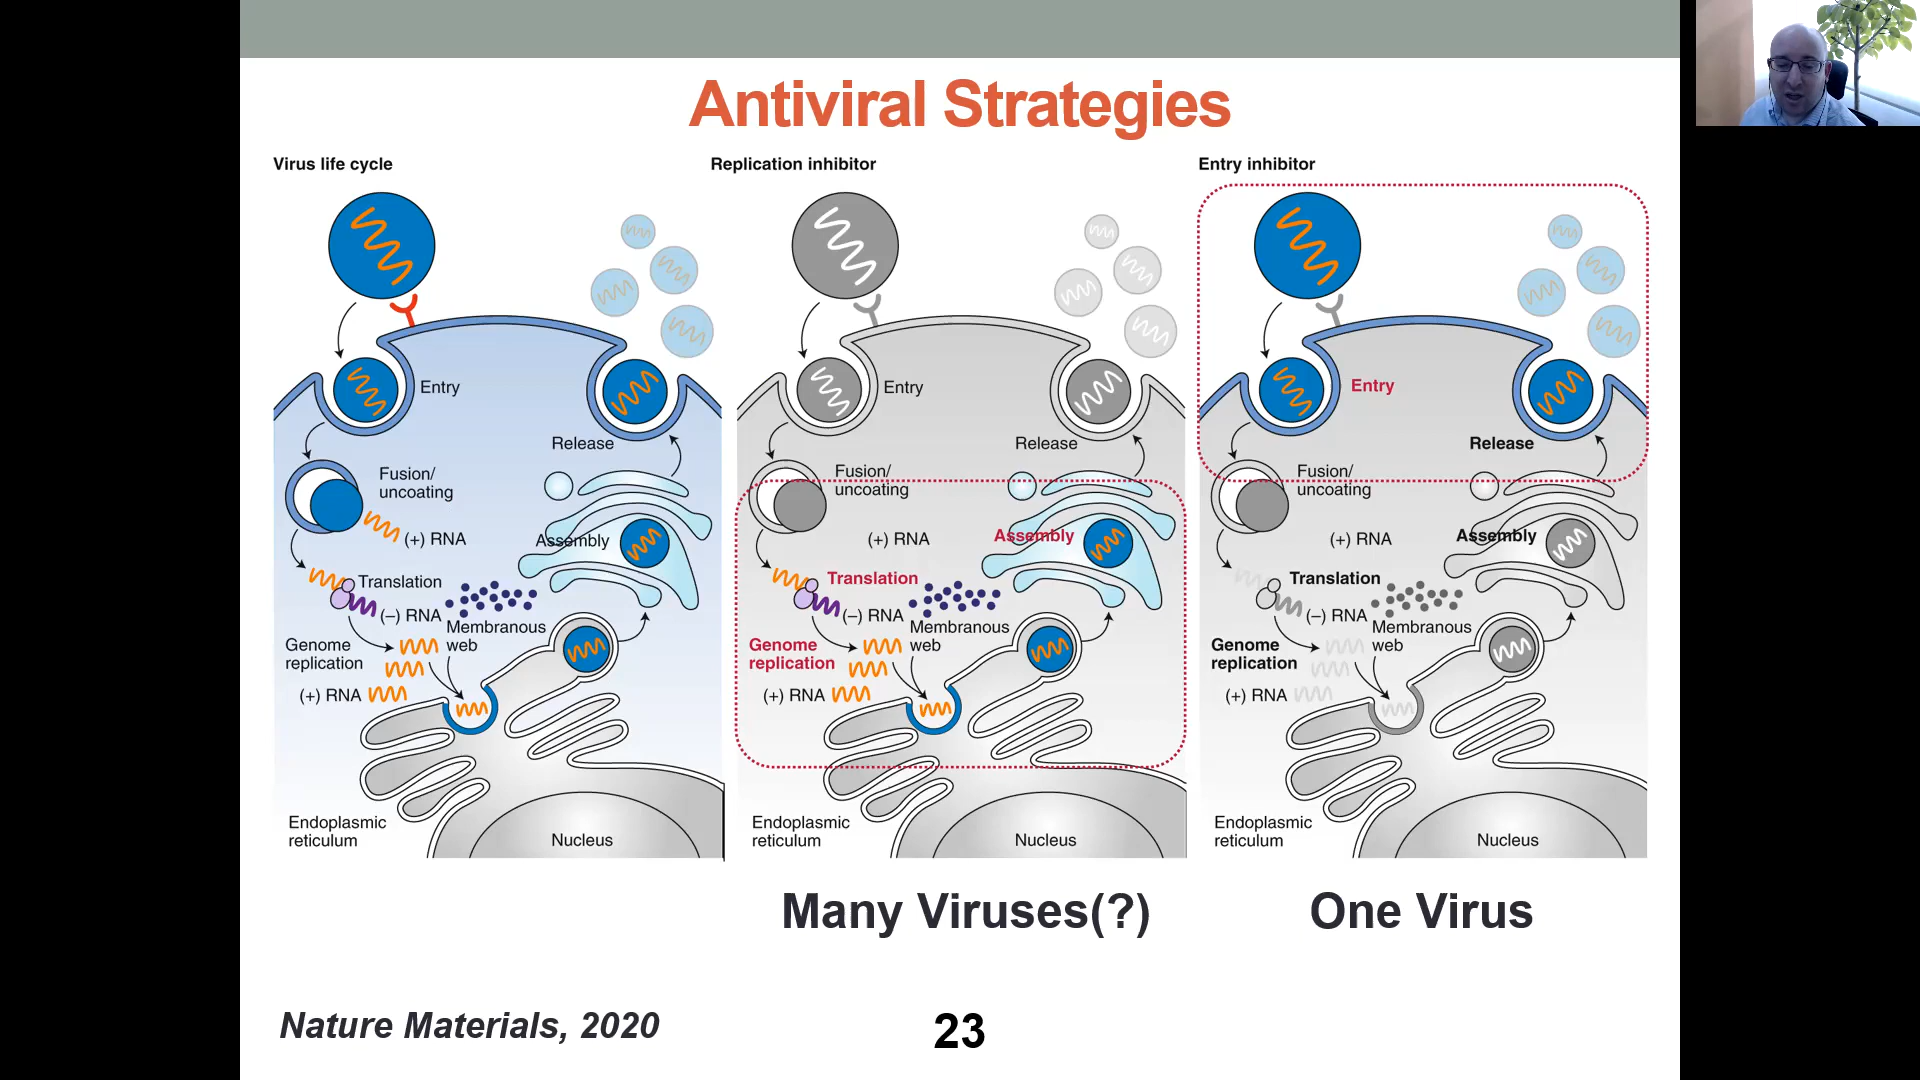 Antiviral Strategies
Virus life cycle
Entry
Release
Fusion/
uncoating
(+) RNA
Assembly
Translation
(–) RNA
Membranous
web
Genome
replication
(+) RNA
Endoplasmic
reticulum
Nucleus
Replication inhibitor
Entry
Release
Fusion/
uncoating
(+) RNA
Assembly
Translation
(–) RNA
Membranous
web
Genome
replication
(+) RNA
Endoplasmic
reticulum
Nucleus
Many Viruses(?)
Entry inhibitor
Entry
Release
Fusion/
uncoating
(+) RNA
Assembly
Translation
(–) RNA
Membranous
web
Genome
replication
(+) RNA
Endoplasmic
reticulum
Nucleus
One Virus
Nature Materials, 2020
23